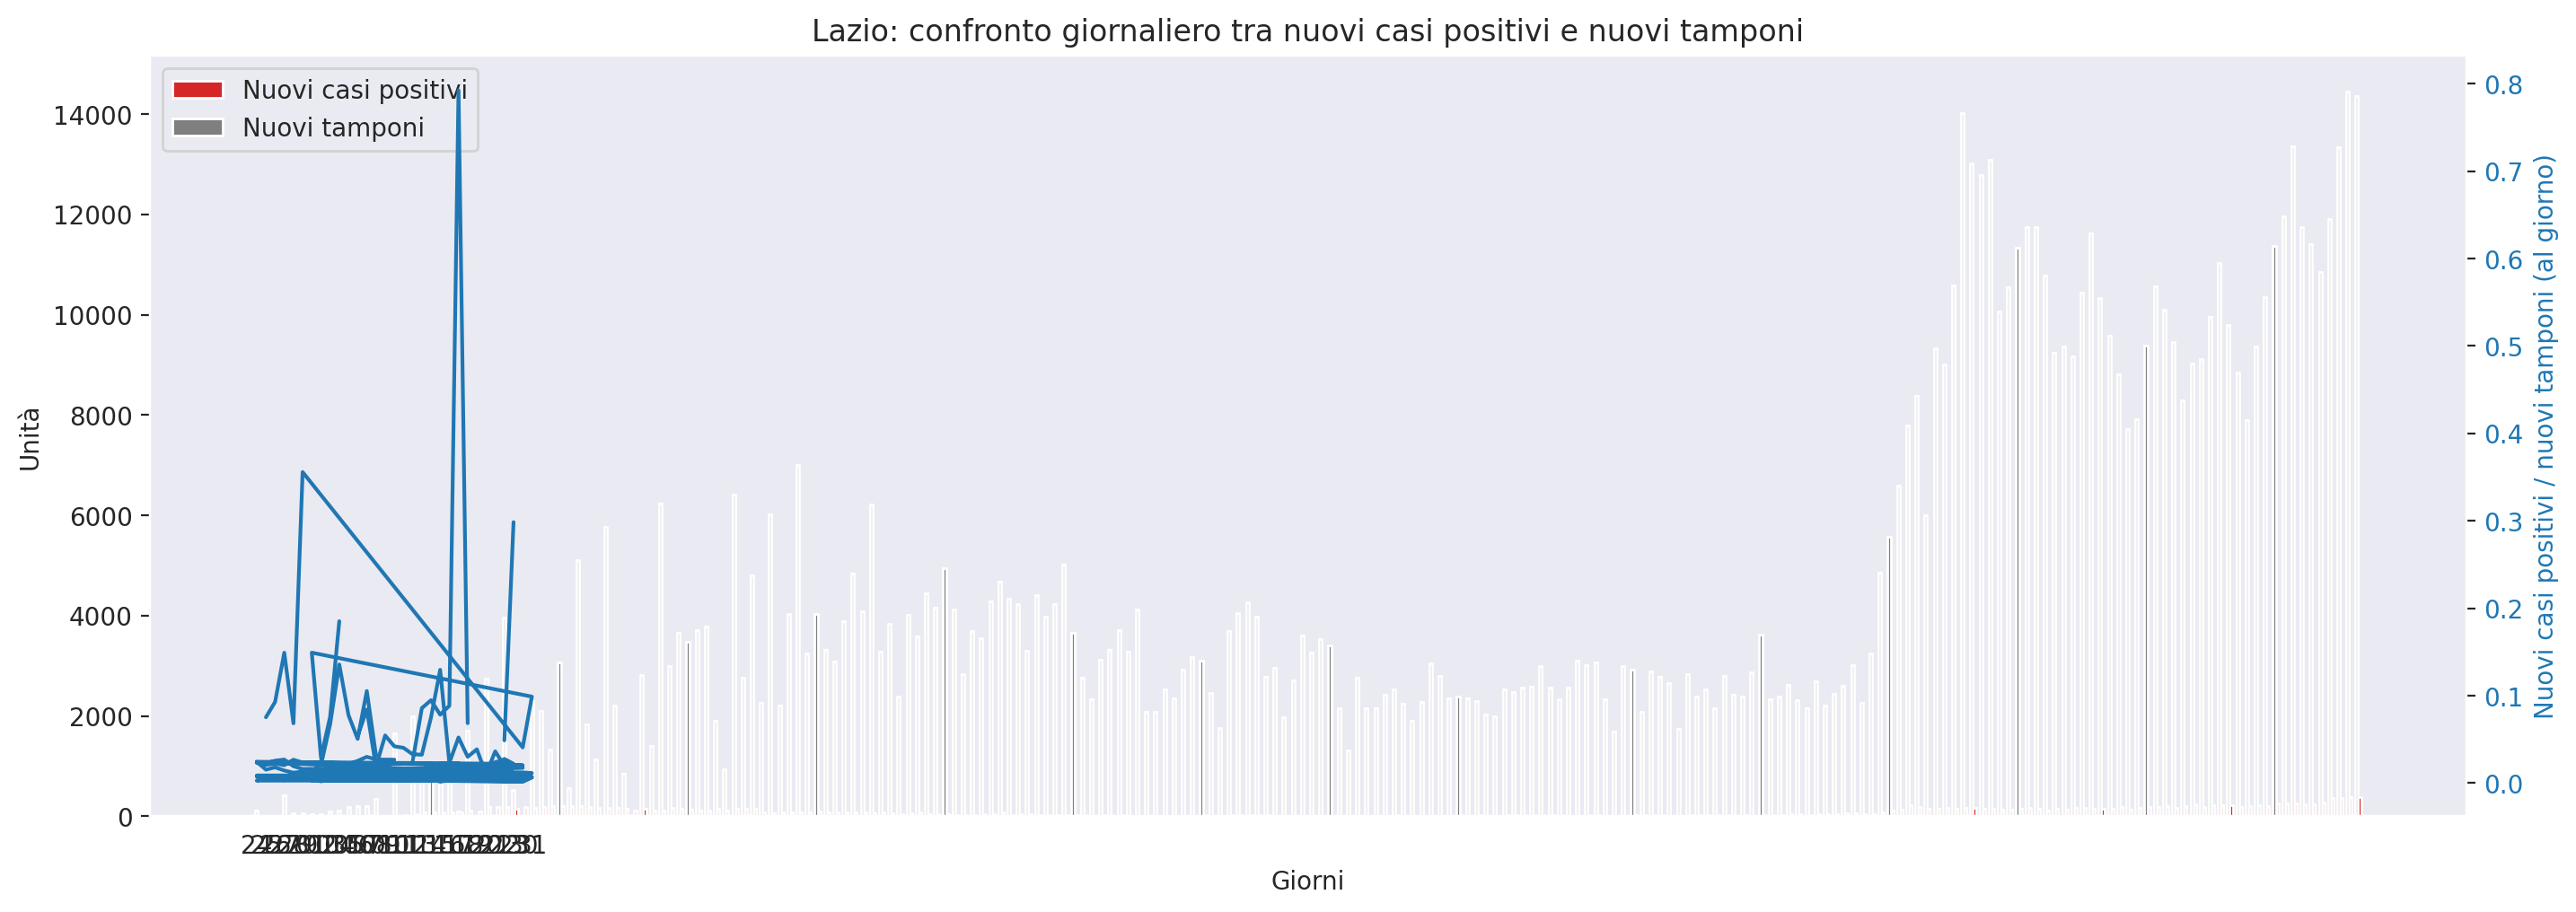 Lazio: confronto giornaliero tra nuovi casi positivi e nuovi tamponi
Nuovi casi positivi
Nuovi tamponi
14000
12000
10000
8000
6000
4000
2000
0
Unità
0.8
0.7
0.6
0.5
0.4
0.3
0.2
0.1
0.0
Nuovi casi positivi / nuovi tamponi (al giorno)
Giorni